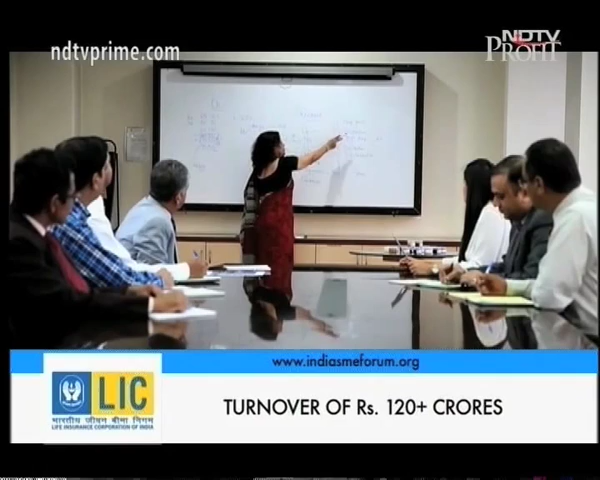 ndtvprime.com
NDTV
PROFIT
www.indiasmeforum.org
LIC
भारतीय जीवन बीमा निगम
LIFE INSURANCE CORPORATION OF INDIA
TURNOVER OF Rs. 120+ CRORES